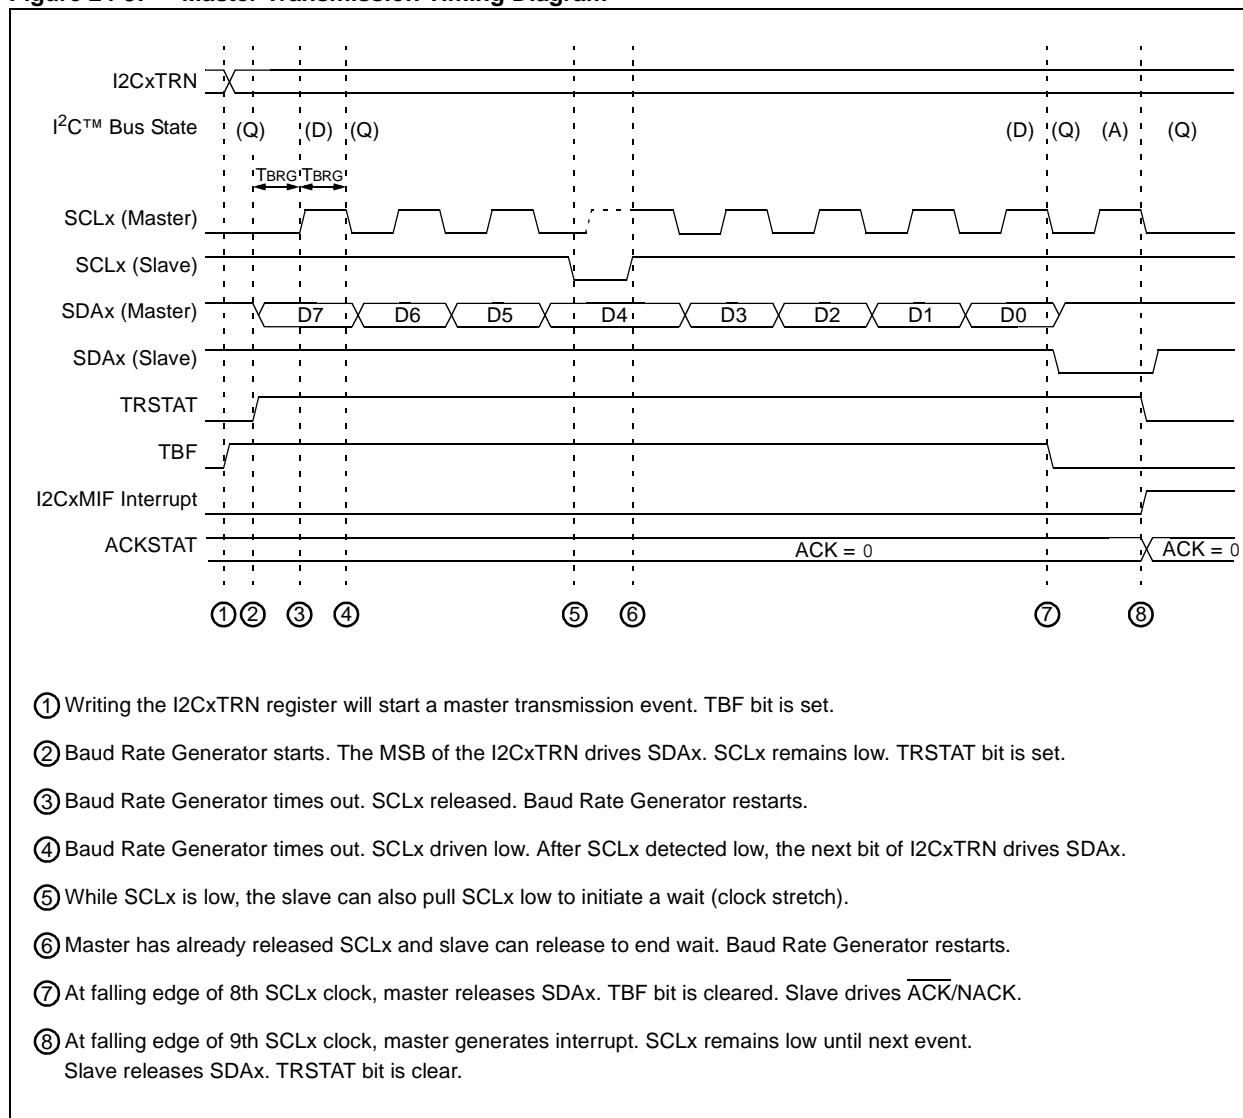 I2CxTRN
I2C™ Bus State (Q) (D) (Q) (D) (Q) (A) (Q)
TBRG TBRG
SCLx (Master)
SCLx (Slave)
SDAx (Master) D7 D6 D5 D4 D3 D2 D1 D0
SDAx (Slave)
TRSTAT
TBF
I2CxMIF Interrupt
ACKSTAT ACK = 0 ACK = 0
1 2 3 4 5 6 7 8
1 Writing the I2CxTRN register will start a master transmission event. TBF bit is set.
2 Baud Rate Generator starts. The MSB of the I2CxTRN drives SDAx. SCLx remains low. TRSTAT bit is set.
3 Baud Rate Generator times out. SCLx released. Baud Rate Generator restarts.
4 Baud Rate Generator times out. SCLx driven low. After SCLx detected low, the next bit of I2CxTRN drives SDAx.
5 While SCLx is low, the slave can also pull SCLx low to initiate a wait (clock stretch).
6 Master has already released SCLx and slave can release to end wait. Baud Rate Generator restarts.
7 At falling edge of 8th SCLx clock, master releases SDAx. TBF bit is cleared. Slave drives ACK/NACK.
8 At falling edge of 9th SCLx clock, master generates interrupt. SCLx remains low until next event.
Slave releases SDAx. TRSTAT bit is clear.